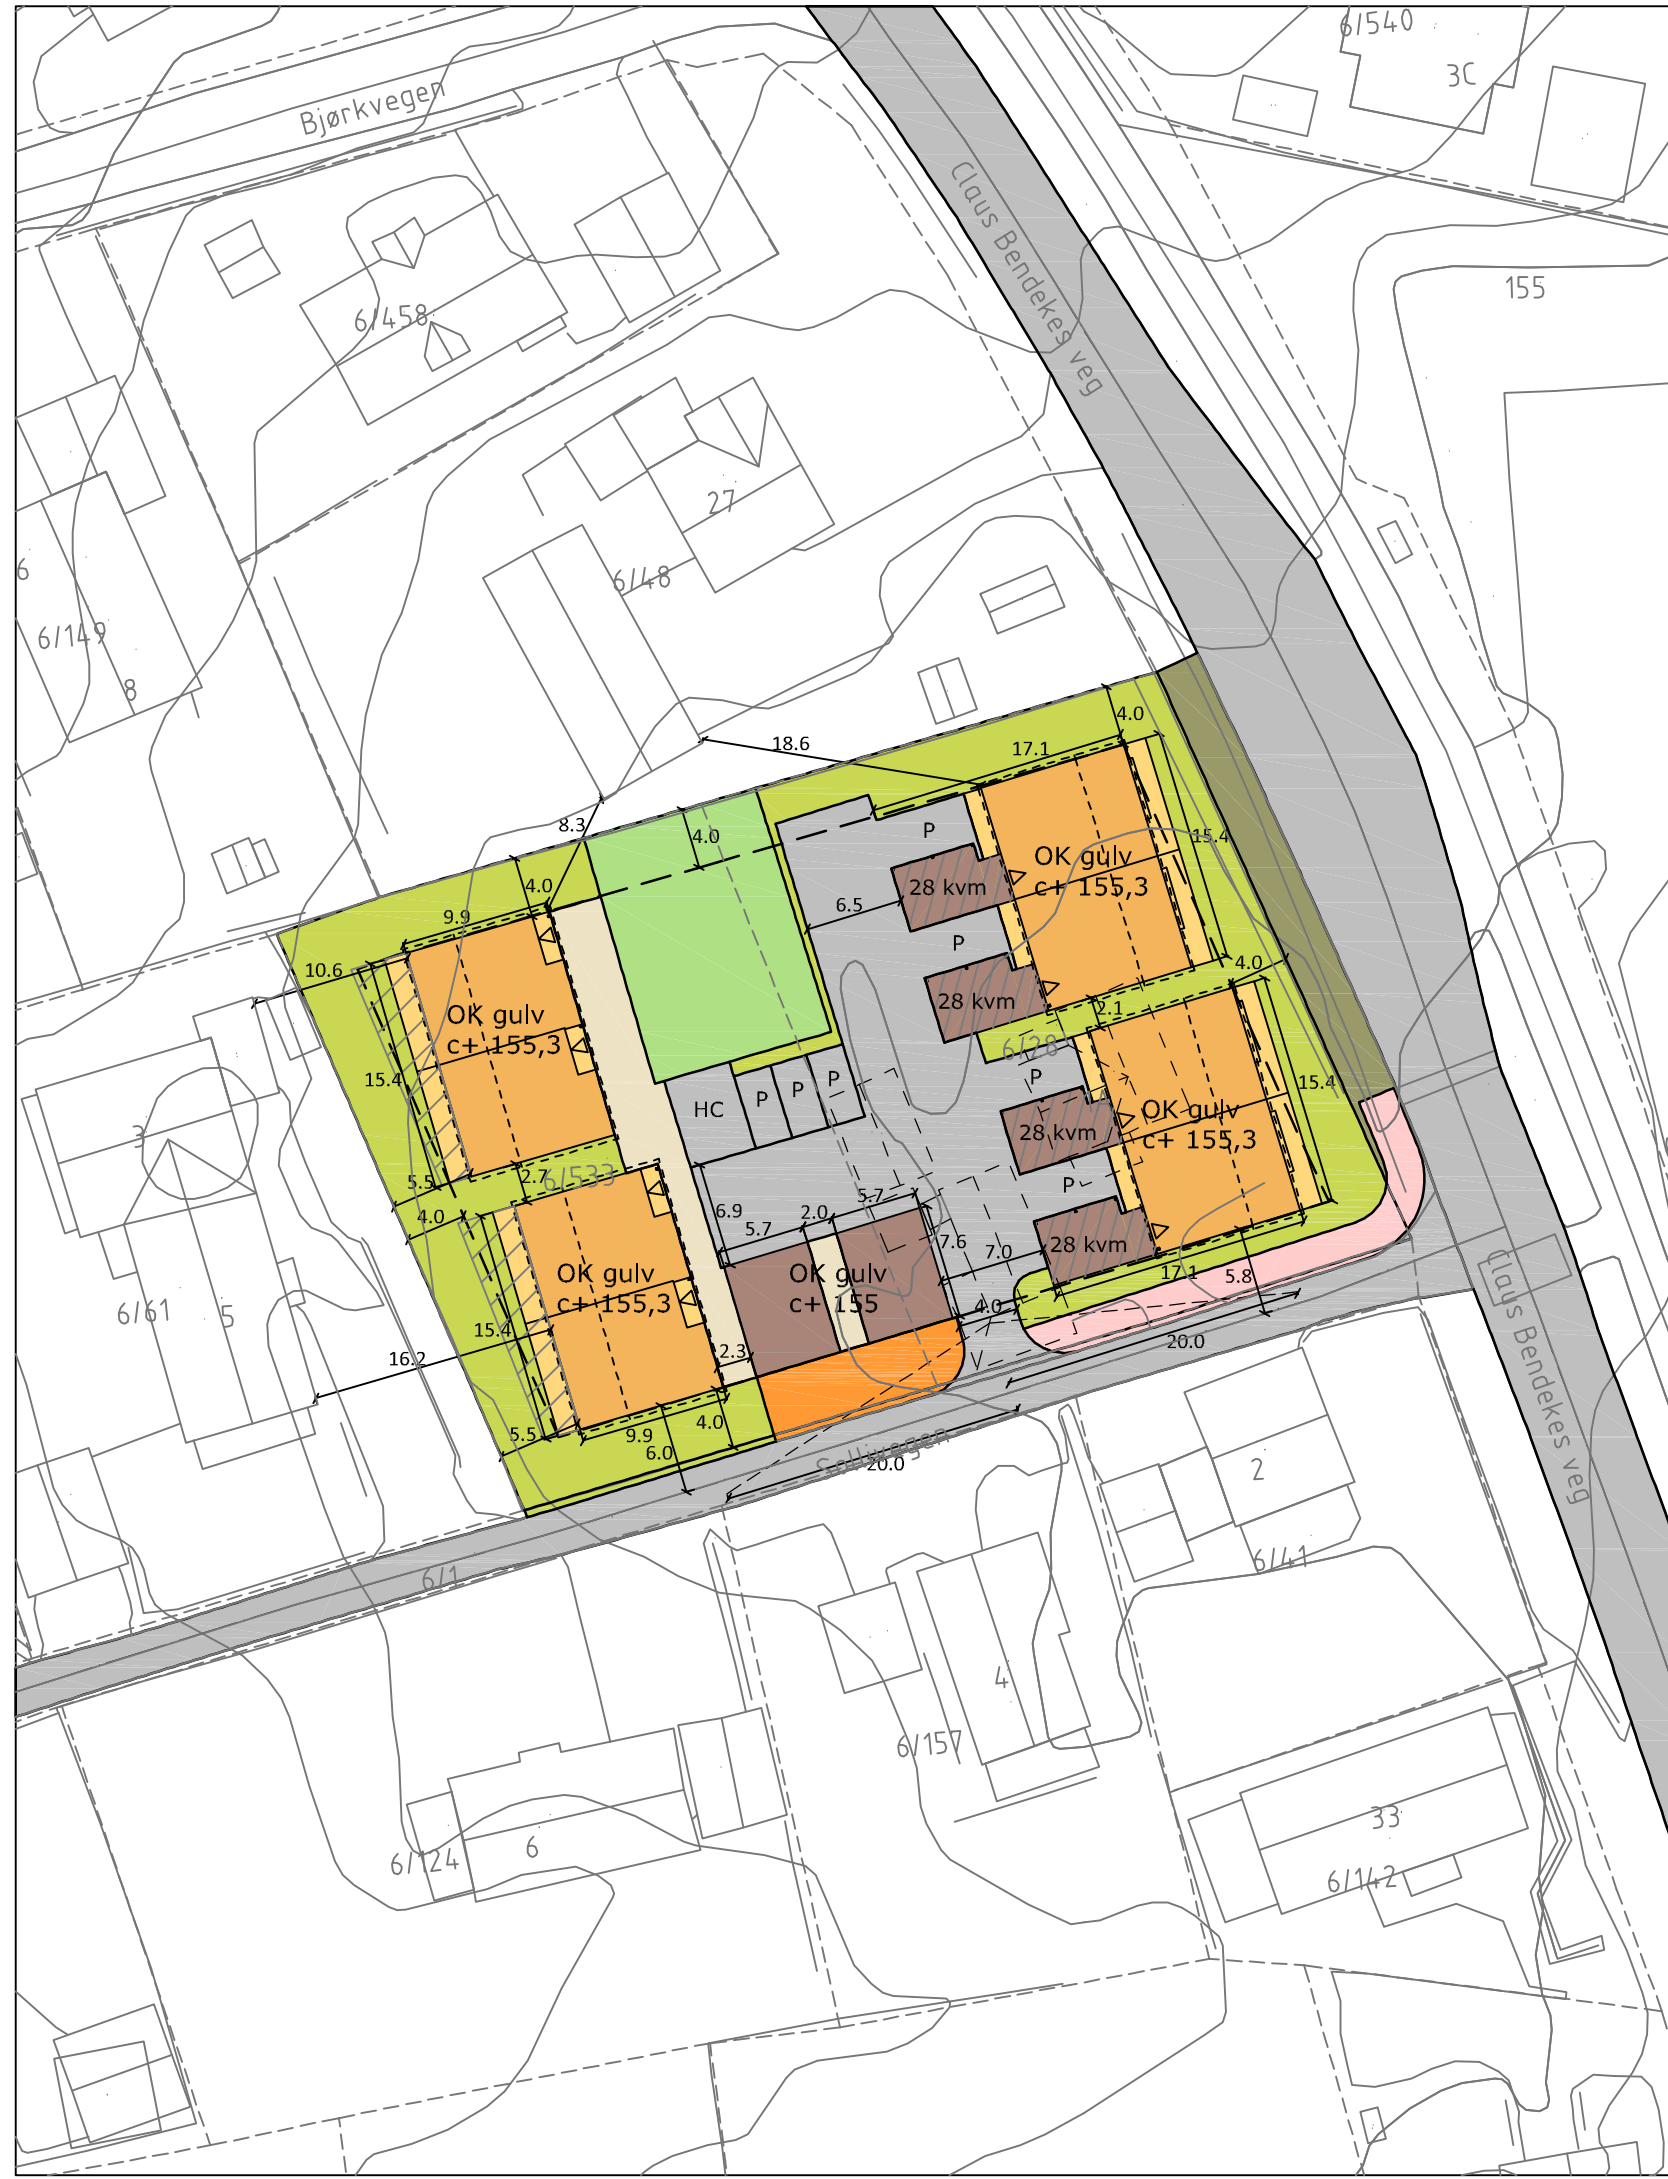 6/540
3C
Bjørkvegen
Claus Bendekes veg
155
6/458
27
6/48
6
6/149
8
4.0
18.6
17.1
8.3
4.0
P
15.4
OK gulv
c+ 155,3
28 kvm
4.0
9.9
6.5
P
10.6
4.0
28 kvm
2.1
OK gulv
c+ 155,3
6/28
P
15.4
15.4
HC
P
P
P
OK gulv
c+ 155,3
28 kvm
3
2.7
6/533
5.5
4.0
P
5.7
2.0
5.7
6.9
7.6
7.0
28 kvm
17.1
5.8
OK gulv
c+ 155,3
OK gulv
c+ 155
4.0
6/61
5
15.4
16.2
2.3
20.0
V
Claus Bendekes veg
5.5
9.9
4.0
6.0
Sollivegen
20.0
2
6/1
6/41
4
6/157
33
6/124
6
6/142